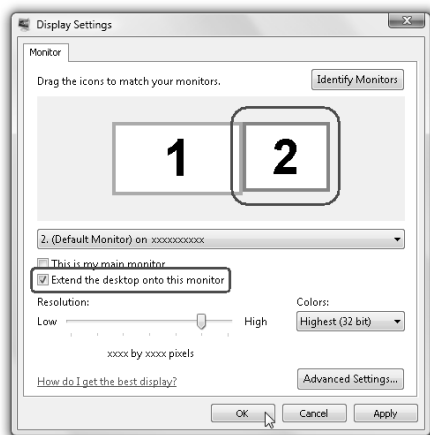 Display Settings
Monitor
Drag the icons to match your monitors.
Identify Monitors
1
2
2. (Default Monitor) on xxxxxxxxxx
This is my main monitor
Extend the desktop onto this monitor
Resolution:
Colors:
Low
High
Highest (32 bit)
xxxx by xxxx pixels
How do I get the best display?
Advanced Settings...
OK
Cancel
Apply